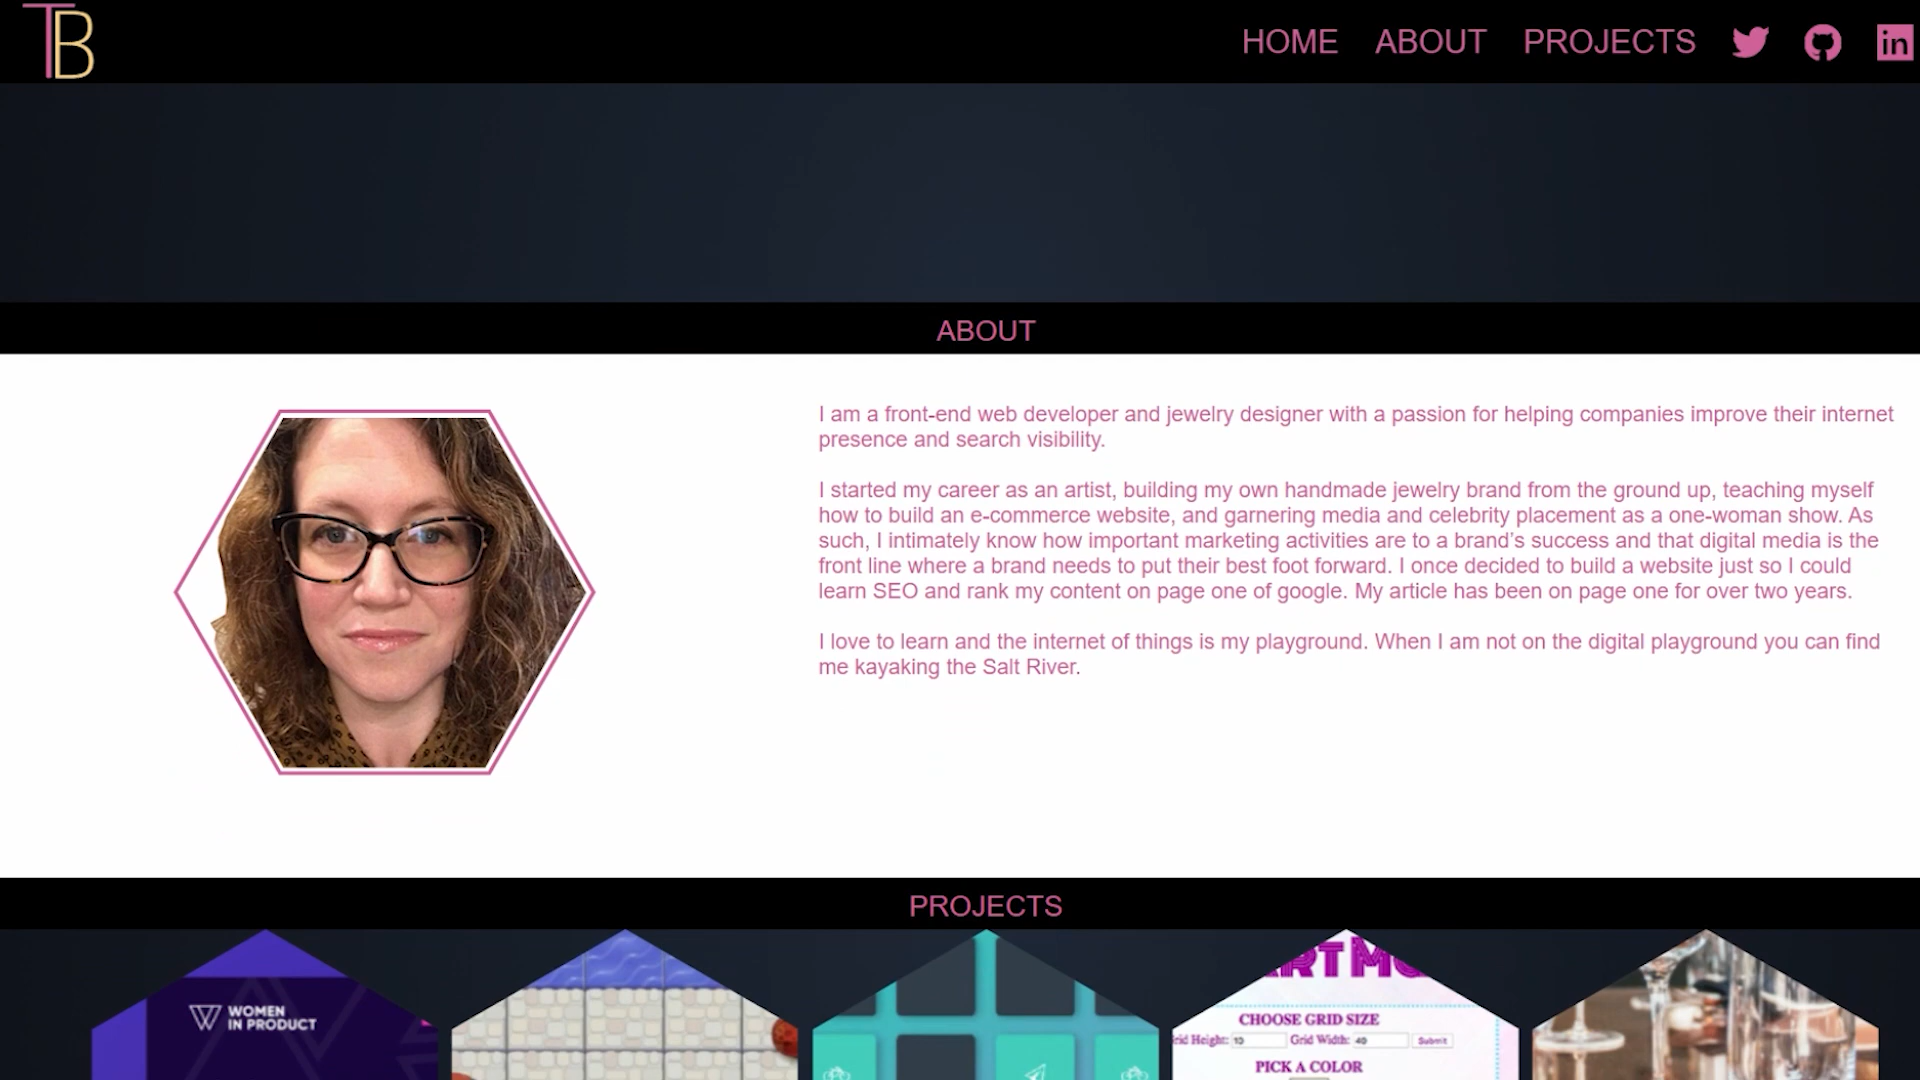 TB
HOME ABOUT PROJECTS in
ABOUT
I am a front-end web developer and jewelry designer with a passion for helping companies improve their internet
presence and search visibility.
I started my career as an artist, building my own handmade jewelry brand from the ground up, teaching myself
how to build an e-commerce website, and garnering media and celebrity placement as a one-woman show. As
such, I intimately know how important marketing activities are to a brand’s success and that digital media is the
front line where a brand needs to put their best foot forward. I once decided to build a website just so I could
learn SEO and rank my content on page one of google. My article has been on page one for over two years.
I love to learn and the internet of things is my playground. When I am not on the digital playground you can find
me kayaking the Salt River.
PROJECTS
WOMEN
IN PRODUCT
CHOOSE GRID SIZE
Height: 10 Grid Width: 40 Submit
PICK A COLOR